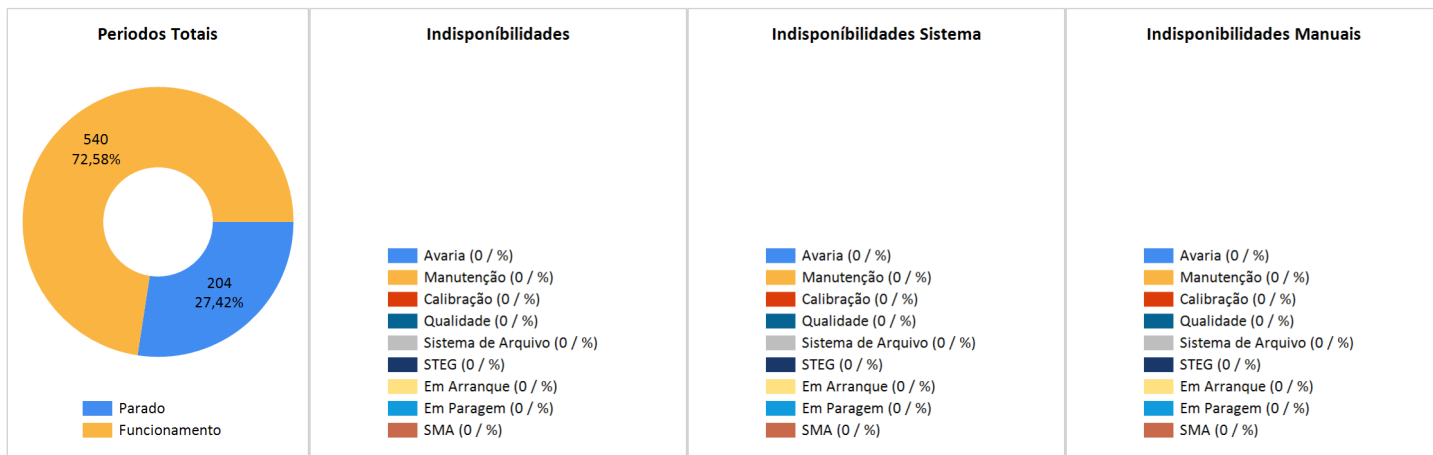 Periodos Totais
540
72,58%
204
27,42%
Parado
Funcionamento
Indisponíbilidades
Avaria (0 / %)
Manutenção (0 / %)
Calibração (0 / %)
Qualidade (0 / %)
Sistema de Arquivo (0 / %)
STEG (0 / %)
Em Arranque (0 / %)
Em Paragem (0 / %)
SMA (0 / %)
Indisponíbilidades Sistema
Avaria (0 / %)
Manutenção (0 / %)
Calibração (0 / %)
Qualidade (0 / %)
Sistema de Arquivo (0 / %)
STEG (0 / %)
Em Arranque (0 / %)
Em Paragem (0 / %)
SMA (0 / %)
Indisponibilidades Manuais
Avaria (0 / %)
Manutenção (0 / %)
Calibração (0 / %)
Qualidade (0 / %)
Sistema de Arquivo (0 / %)
STEG (0 / %)
Em Arranque (0 / %)
Em Paragem (0 / %)
SMA (0 / %)